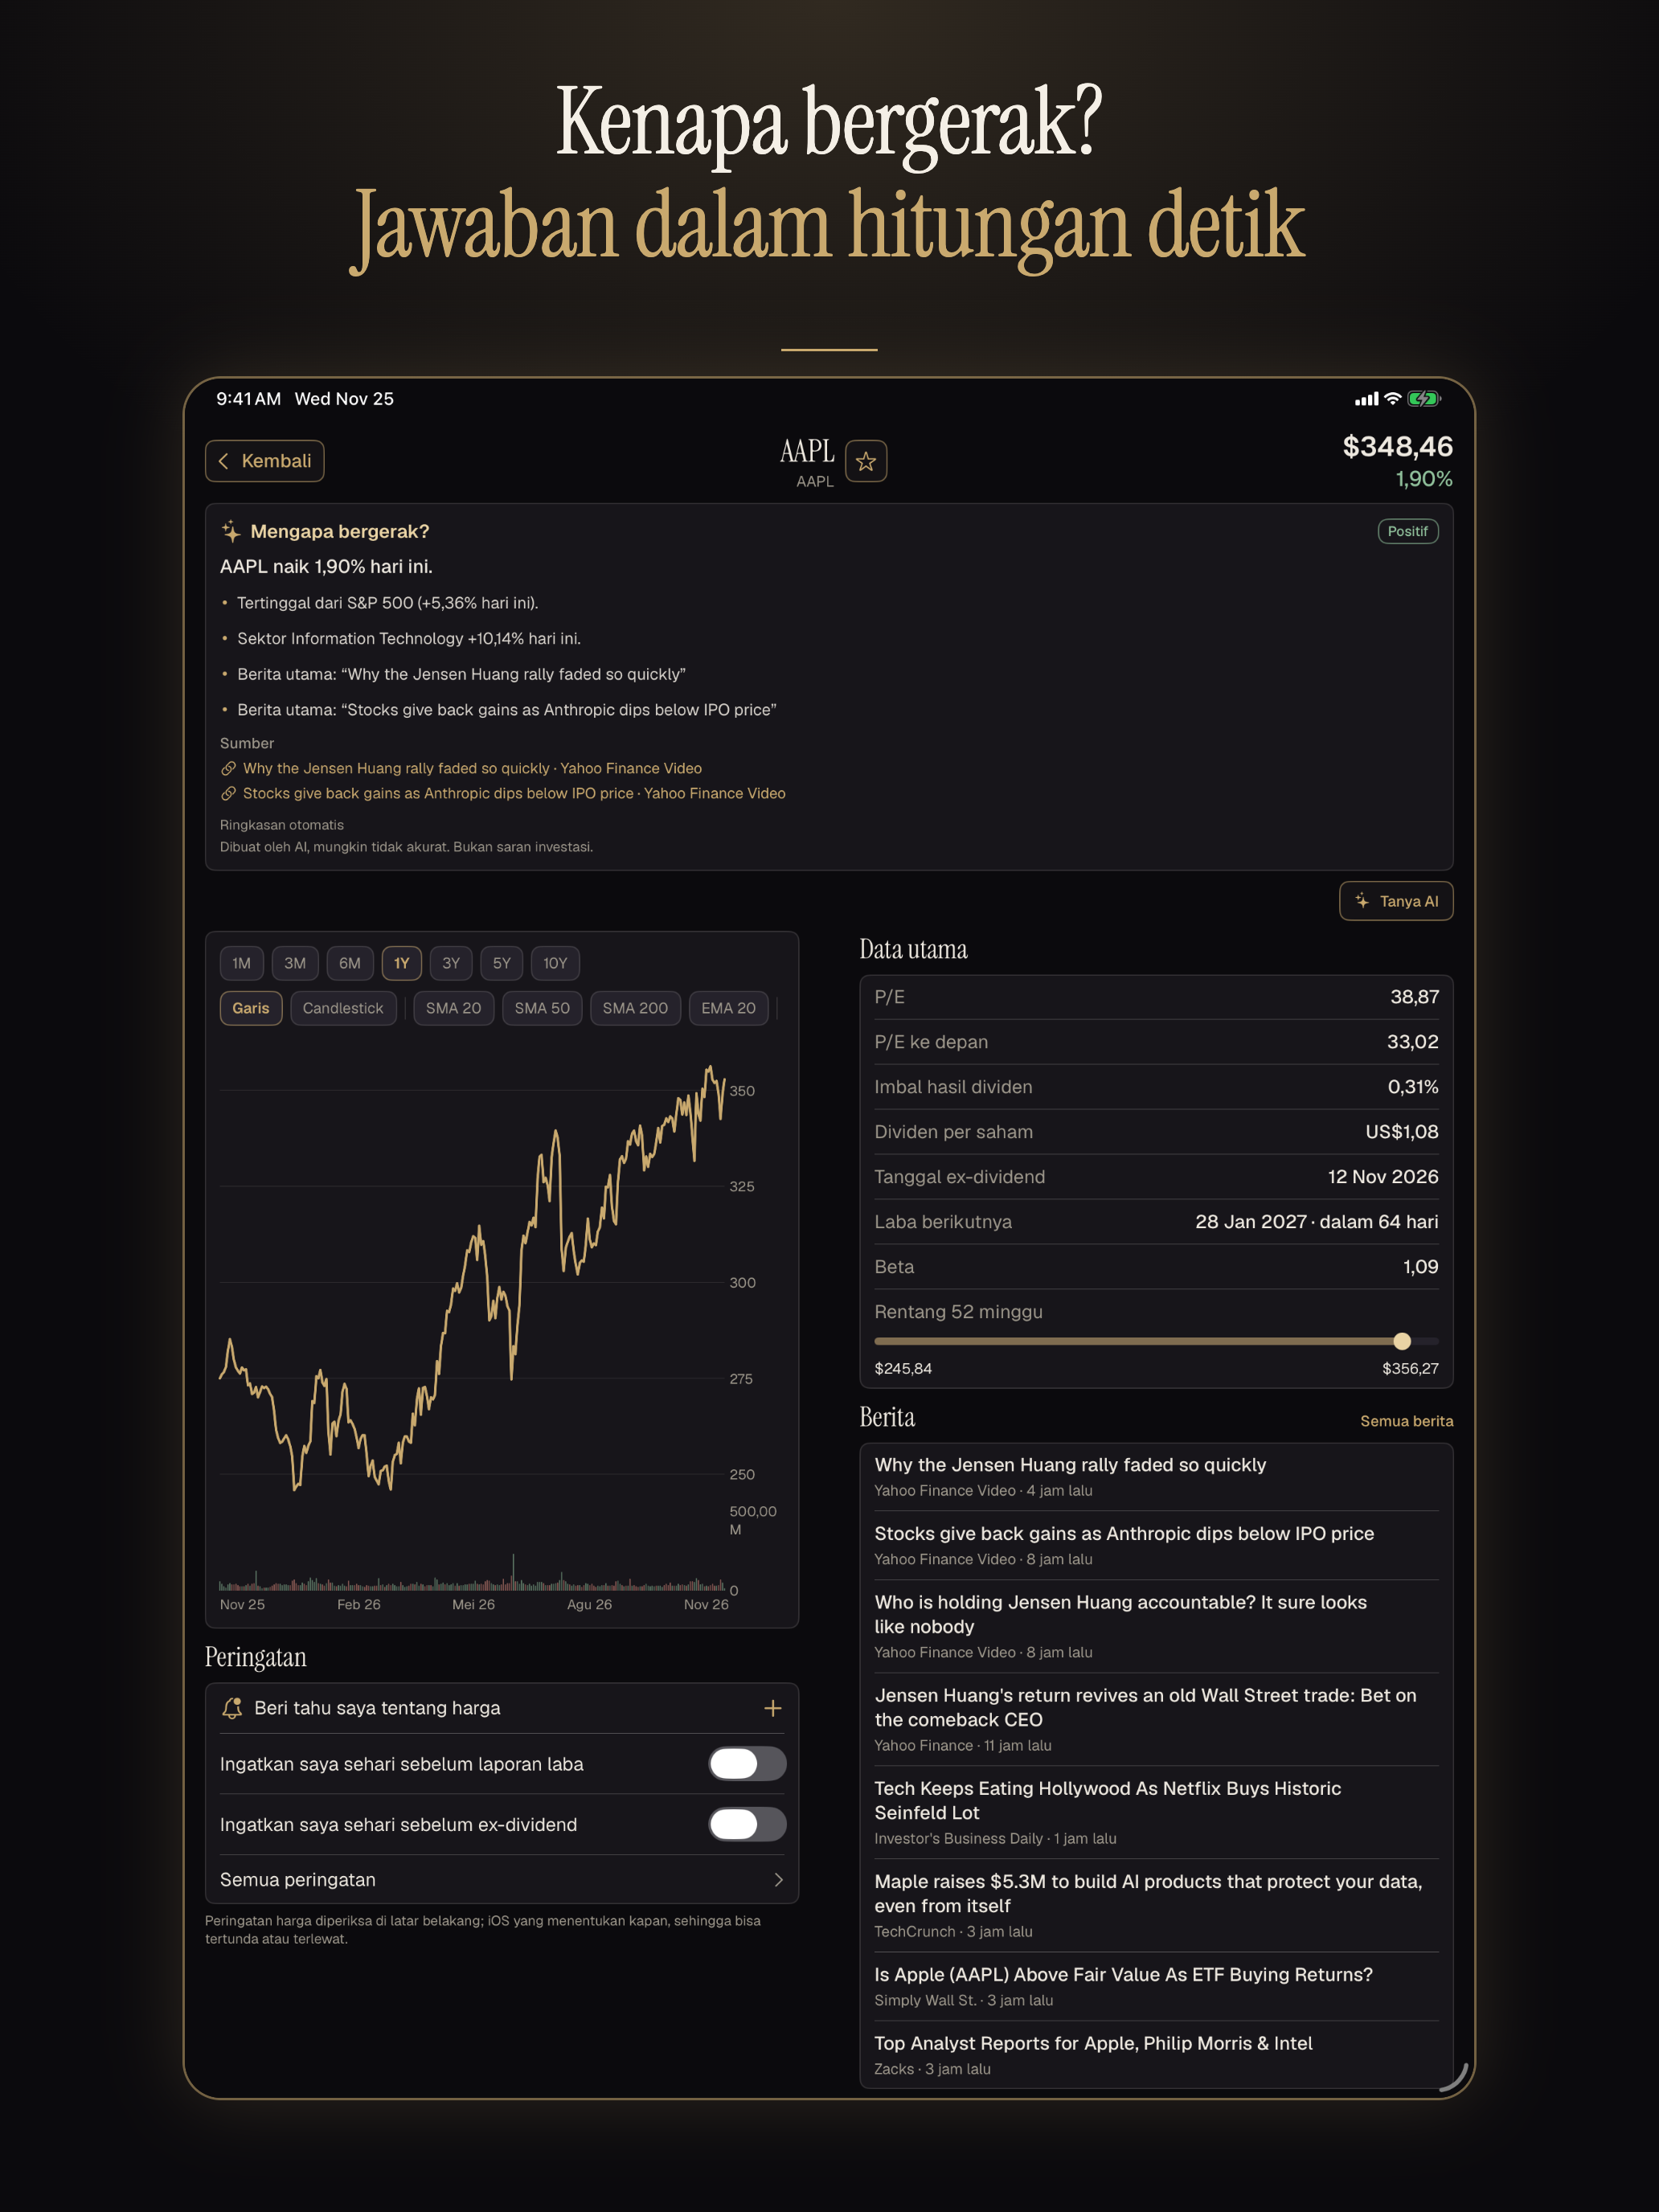 Kenapa bergerak?
Jawaban dalam hitungan detik
9:41 AM Wed Nov 25
Kembali
AAPL
AAPL
$348,46
1,90%
Mengapa bergerak?
Positif
AAPL naik 1,90% hari ini.
• Tertinggal dari S&P 500 (+5,36% hari ini).
• Sektor Information Technology +10,14% hari ini.
• Berita utama: “Why the Jensen Huang rally faded so quickly”
• Berita utama: “Stocks give back gains as Anthropic dips below IPO price”
Sumber
Why the Jensen Huang rally faded so quickly · Yahoo Finance Video
Stocks give back gains as Anthropic dips below IPO price · Yahoo Finance Video
Ringkasan otomatis
Dibuat oleh AI, mungkin tidak akurat. Bukan saran investasi.
Tanya AI
1M 3M 6M 1Y 3Y 5Y 10Y
Garis Candlestick SMA 20 SMA 50 SMA 200 EMA 20
350
325
300
275
250
500,00
M
0
Nov 25 Feb 26 Mei 26 Agu 26 Nov 26
Peringatan
Beri tahu saya tentang harga
Ingatkan saya sehari sebelum laporan laba
Ingatkan saya sehari sebelum ex-dividend
Semua peringatan
Peringatan harga diperiksa di latar belakang; iOS yang menentukan kapan, sehingga bisa
tertunda atau terlewat.
Data utama
P/E 38,87
P/E ke depan 33,02
Imbal hasil dividen 0,31%
Dividen per saham US$1,08
Tanggal ex-dividend 12 Nov 2026
Laba berikutnya 28 Jan 2027 · dalam 64 hari
Beta 1,09
Rentang 52 minggu
$245,84 $356,27
Berita
Semua berita
Why the Jensen Huang rally faded so quickly
Yahoo Finance Video · 4 jam lalu
Stocks give back gains as Anthropic dips below IPO price
Yahoo Finance Video · 8 jam lalu
Who is holding Jensen Huang accountable? It sure looks
like nobody
Yahoo Finance Video · 8 jam lalu
Jensen Huang's return revives an old Wall Street trade: Bet on
the comeback CEO
Yahoo Finance · 11 jam lalu
Tech Keeps Eating Hollywood As Netflix Buys Historic
Seinfeld Lot
Investor's Business Daily · 1 jam lalu
Maple raises $5.3M to build AI products that protect your data,
even from itself
TechCrunch · 3 jam lalu
Is Apple (AAPL) Above Fair Value As ETF Buying Returns?
Simply Wall St. · 3 jam lalu
Top Analyst Reports for Apple, Philip Morris & Intel
Zacks · 3 jam lalu